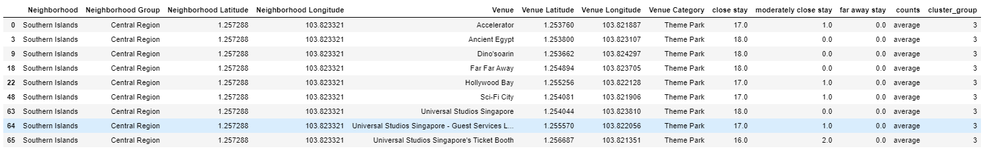 Neighborhood Neighborhood Group Neighborhood Latitude Neighborhood Longitude Venue Venue Latitude Venue Longitude Venue Category close stay moderately close stay far away stay counts cluster_group
0 Southern Islands Central Region 1.257288 103.823321 Accelerator 1.253760 103.821887 Theme Park 17.0 1.0 0.0 average 3
3 Southern Islands Central Region 1.257288 103.823321 Ancient Egypt 1.253800 103.823107 Theme Park 18.0 0.0 0.0 average 3
9 Southern Islands Central Region 1.257288 103.823321 Dino'soarin 1.253662 103.824297 Theme Park 18.0 0.0 0.0 average 3
18 Southern Islands Central Region 1.257288 103.823321 Far Far Away 1.254894 103.823705 Theme Park 18.0 0.0 0.0 average 3
22 Southern Islands Central Region 1.257288 103.823321 Hollywood Bay 1.255256 103.822128 Theme Park 17.0 1.0 0.0 average 3
48 Southern Islands Central Region 1.257288 103.823321 Sci-Fi City 1.254081 103.821906 Theme Park 17.0 1.0 0.0 average 3
63 Southern Islands Central Region 1.257288 103.823321 Universal Studios Singapore 1.254044 103.823810 Theme Park 18.0 0.0 0.0 average 3
64 Southern Islands Central Region 1.257288 103.823321 Universal Studios Singapore - Guest Services L... 1.255570 103.822056 Theme Park 17.0 1.0 0.0 average 3
65 Southern Islands Central Region 1.257288 103.823321 Universal Studios Singapore's Ticket Booth 1.256687 103.821351 Theme Park 16.0 2.0 0.0 average 3